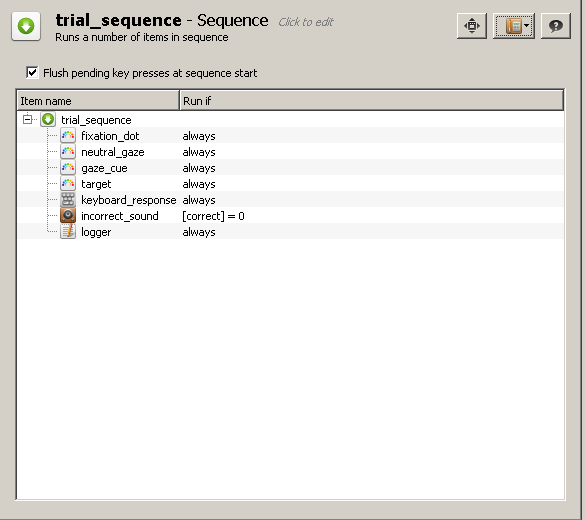 trial_sequence - Sequence Click to edit
Runs a number of items in sequence
Flush pending key presses at sequence start
Item name Run if
trial_sequence
fixation_dot always
neutral_gaze always
gaze_cue always
target always
keyboard_response always
incorrect_sound [correct] = 0
logger always